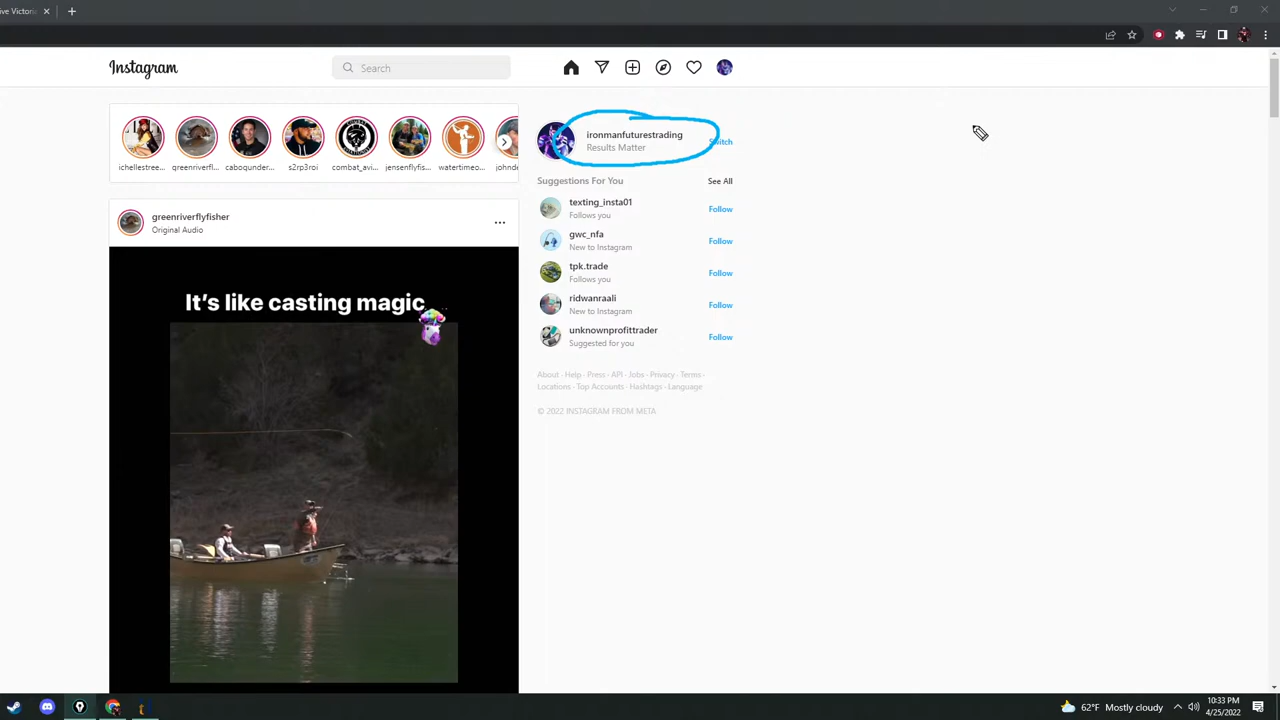 ive Victorie
Instagram
Search
ichellestree...
greenriverfl...
cabogunder...
s2rp3roi
combat_avi...
jensenflyfis...
watertimeo...
johnde
ironmanfuturestrading
Results Matter
Switch
Suggestions For You
See All
texting_insta01
Follows you
Follow
gwc_nfa
New to Instagram
Follow
tpk.trade
Follows you
Follow
ridwanraali
New to Instagram
Follow
unknownprofittrader
Suggested for you
Follow
About · Help · Press · API · Jobs · Privacy · Terms ·
Locations · Top Accounts · Hashtags · Language
© 2022 INSTAGRAM FROM META
greenriverflyfisher
Original Audio
It's like casting magic
62°F Mostly cloudy
10:33 PM
4/25/2022